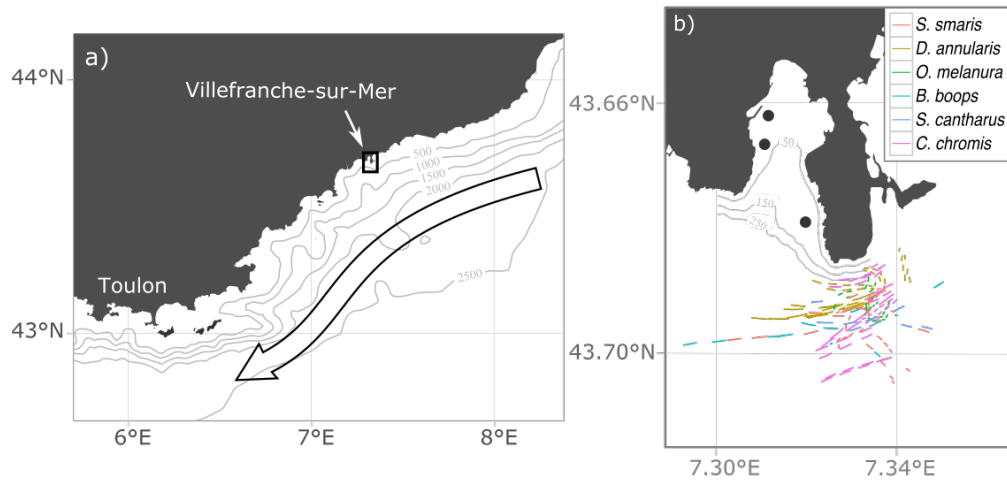 a)
44°N
Villefranche-sur-Mer
500
1000
1500
2000
2500
Toulon
43°N
6°E
7°E
8°E
b)
S. smaris
D. annularis
O. melanura
B. boops
S. cantharus
C. chromis
43.66°N
50
150
250
43.70°N
7.30°E
7.34°E